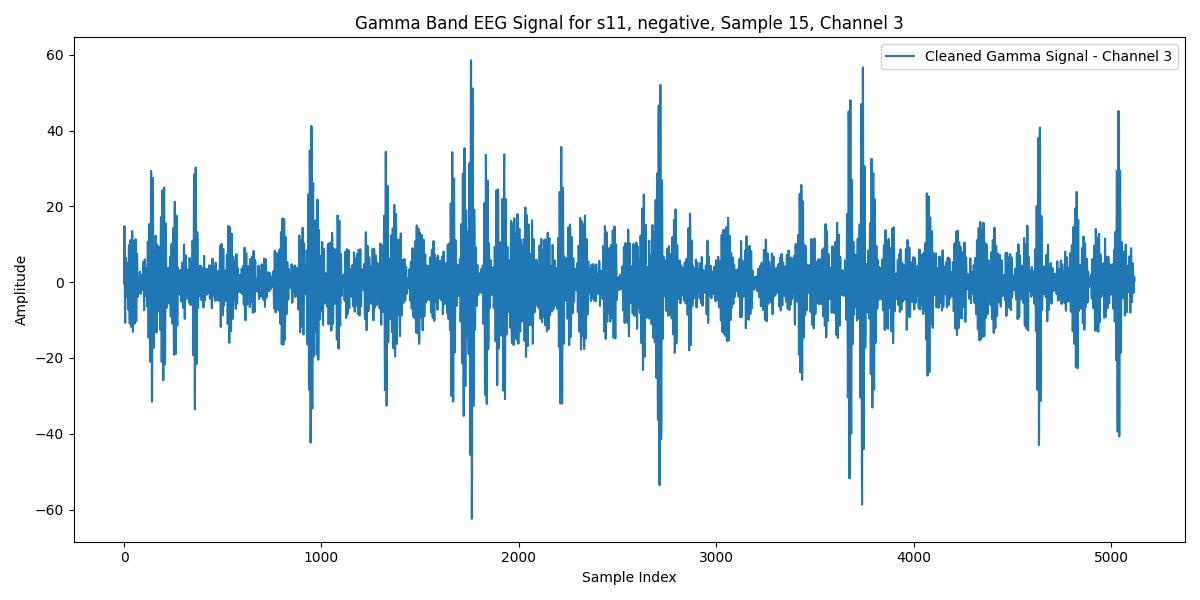 Gamma Band EEG Signal for s11, negative, Sample 15, Channel 3
Cleaned Gamma Signal - Channel 3
60
40
20
0
−20
−40
−60
Amplitude
0 1000 2000 3000 4000 5000
Sample Index